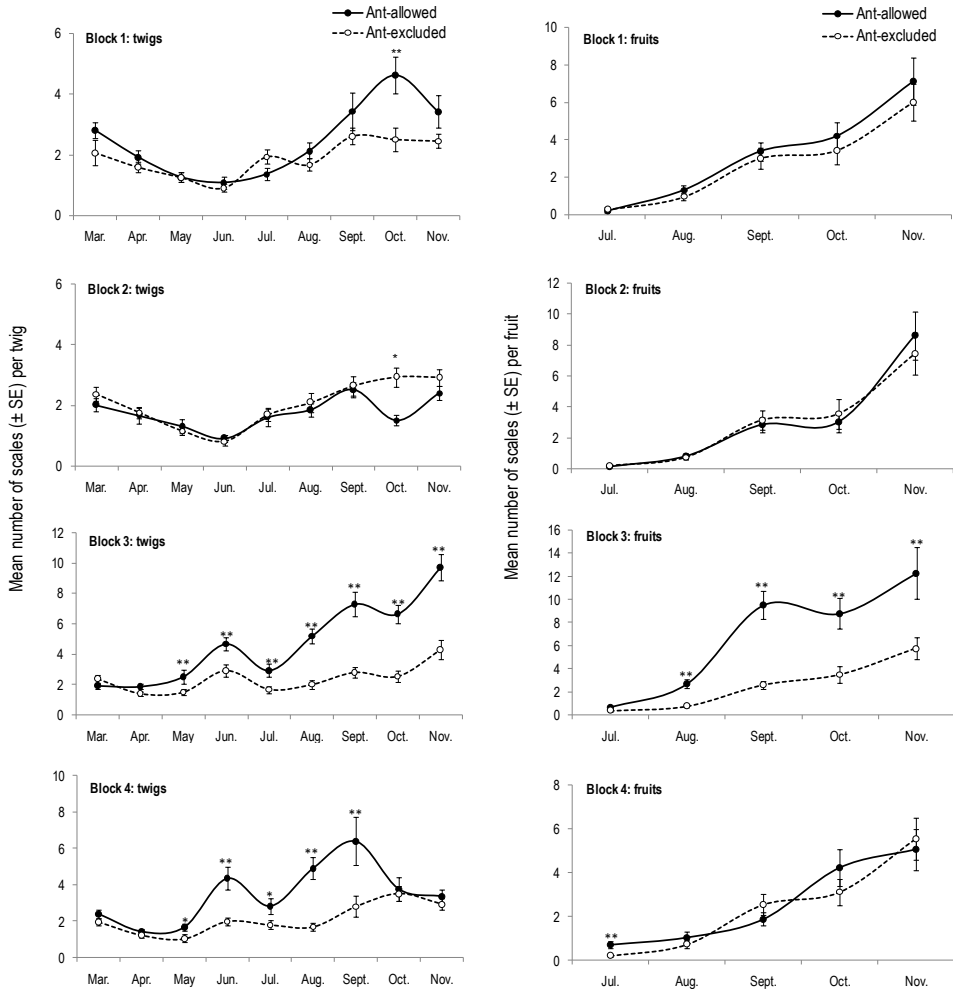 Ant-allowed
Ant-excluded
Block 1: twigs
**
6
4
2
0
Mar. Apr. May Jun. Jul. Aug. Sept. Oct. Nov.
Ant-allowed
Ant-excluded
Block 1: fruits
10
8
6
4
2
0
Jul. Aug. Sept. Oct. Nov.
Mean number of scales (± SE) per twig
Block 2: twigs
*
6
4
2
0
Mar. Apr. May Jun. Jul. Aug. Sept. Oct. Nov.
Mean number of scales (± SE) per fruit
Block 2: fruits
12
10
8
6
4
2
0
Jul. Aug. Sept. Oct. Nov.
Block 3: twigs
** ** ** ** ** ** **
12
10
8
6
4
2
0
Mar. Apr. May Jun. Jul. Aug. Sept. Oct. Nov.
Block 3: fruits
** ** ** **
16
14
12
10
8
6
4
2
0
Jul. Aug. Sept. Oct. Nov.
Block 4: twigs
* ** * ** **
10
8
6
4
2
0
Mar. Apr. May Jun. Jul. Aug. Sept. Oct. Nov.
Block 4: fruits
**
8
6
4
2
0
Jul. Aug. Sept. Oct. Nov.